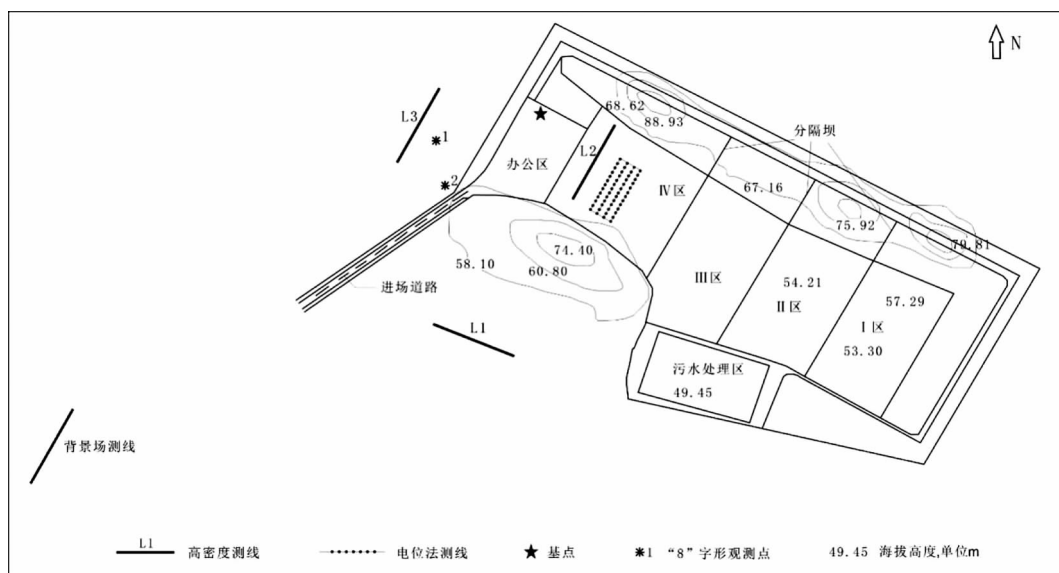 N
L3
1
2
68.62
88.93
分隔坝
L2
办公区
Ⅳ区
67.16
75.92
79.81
74.40
58.10
60.80
进场道路
Ⅲ区
54.21
Ⅱ区
57.29
Ⅰ区
53.30
L1
污水处理区
49.45
背景场测线
L1 高密度测线 电位法测线 基点 1 “8”字形观测点 49.45 海拔高度,单位m